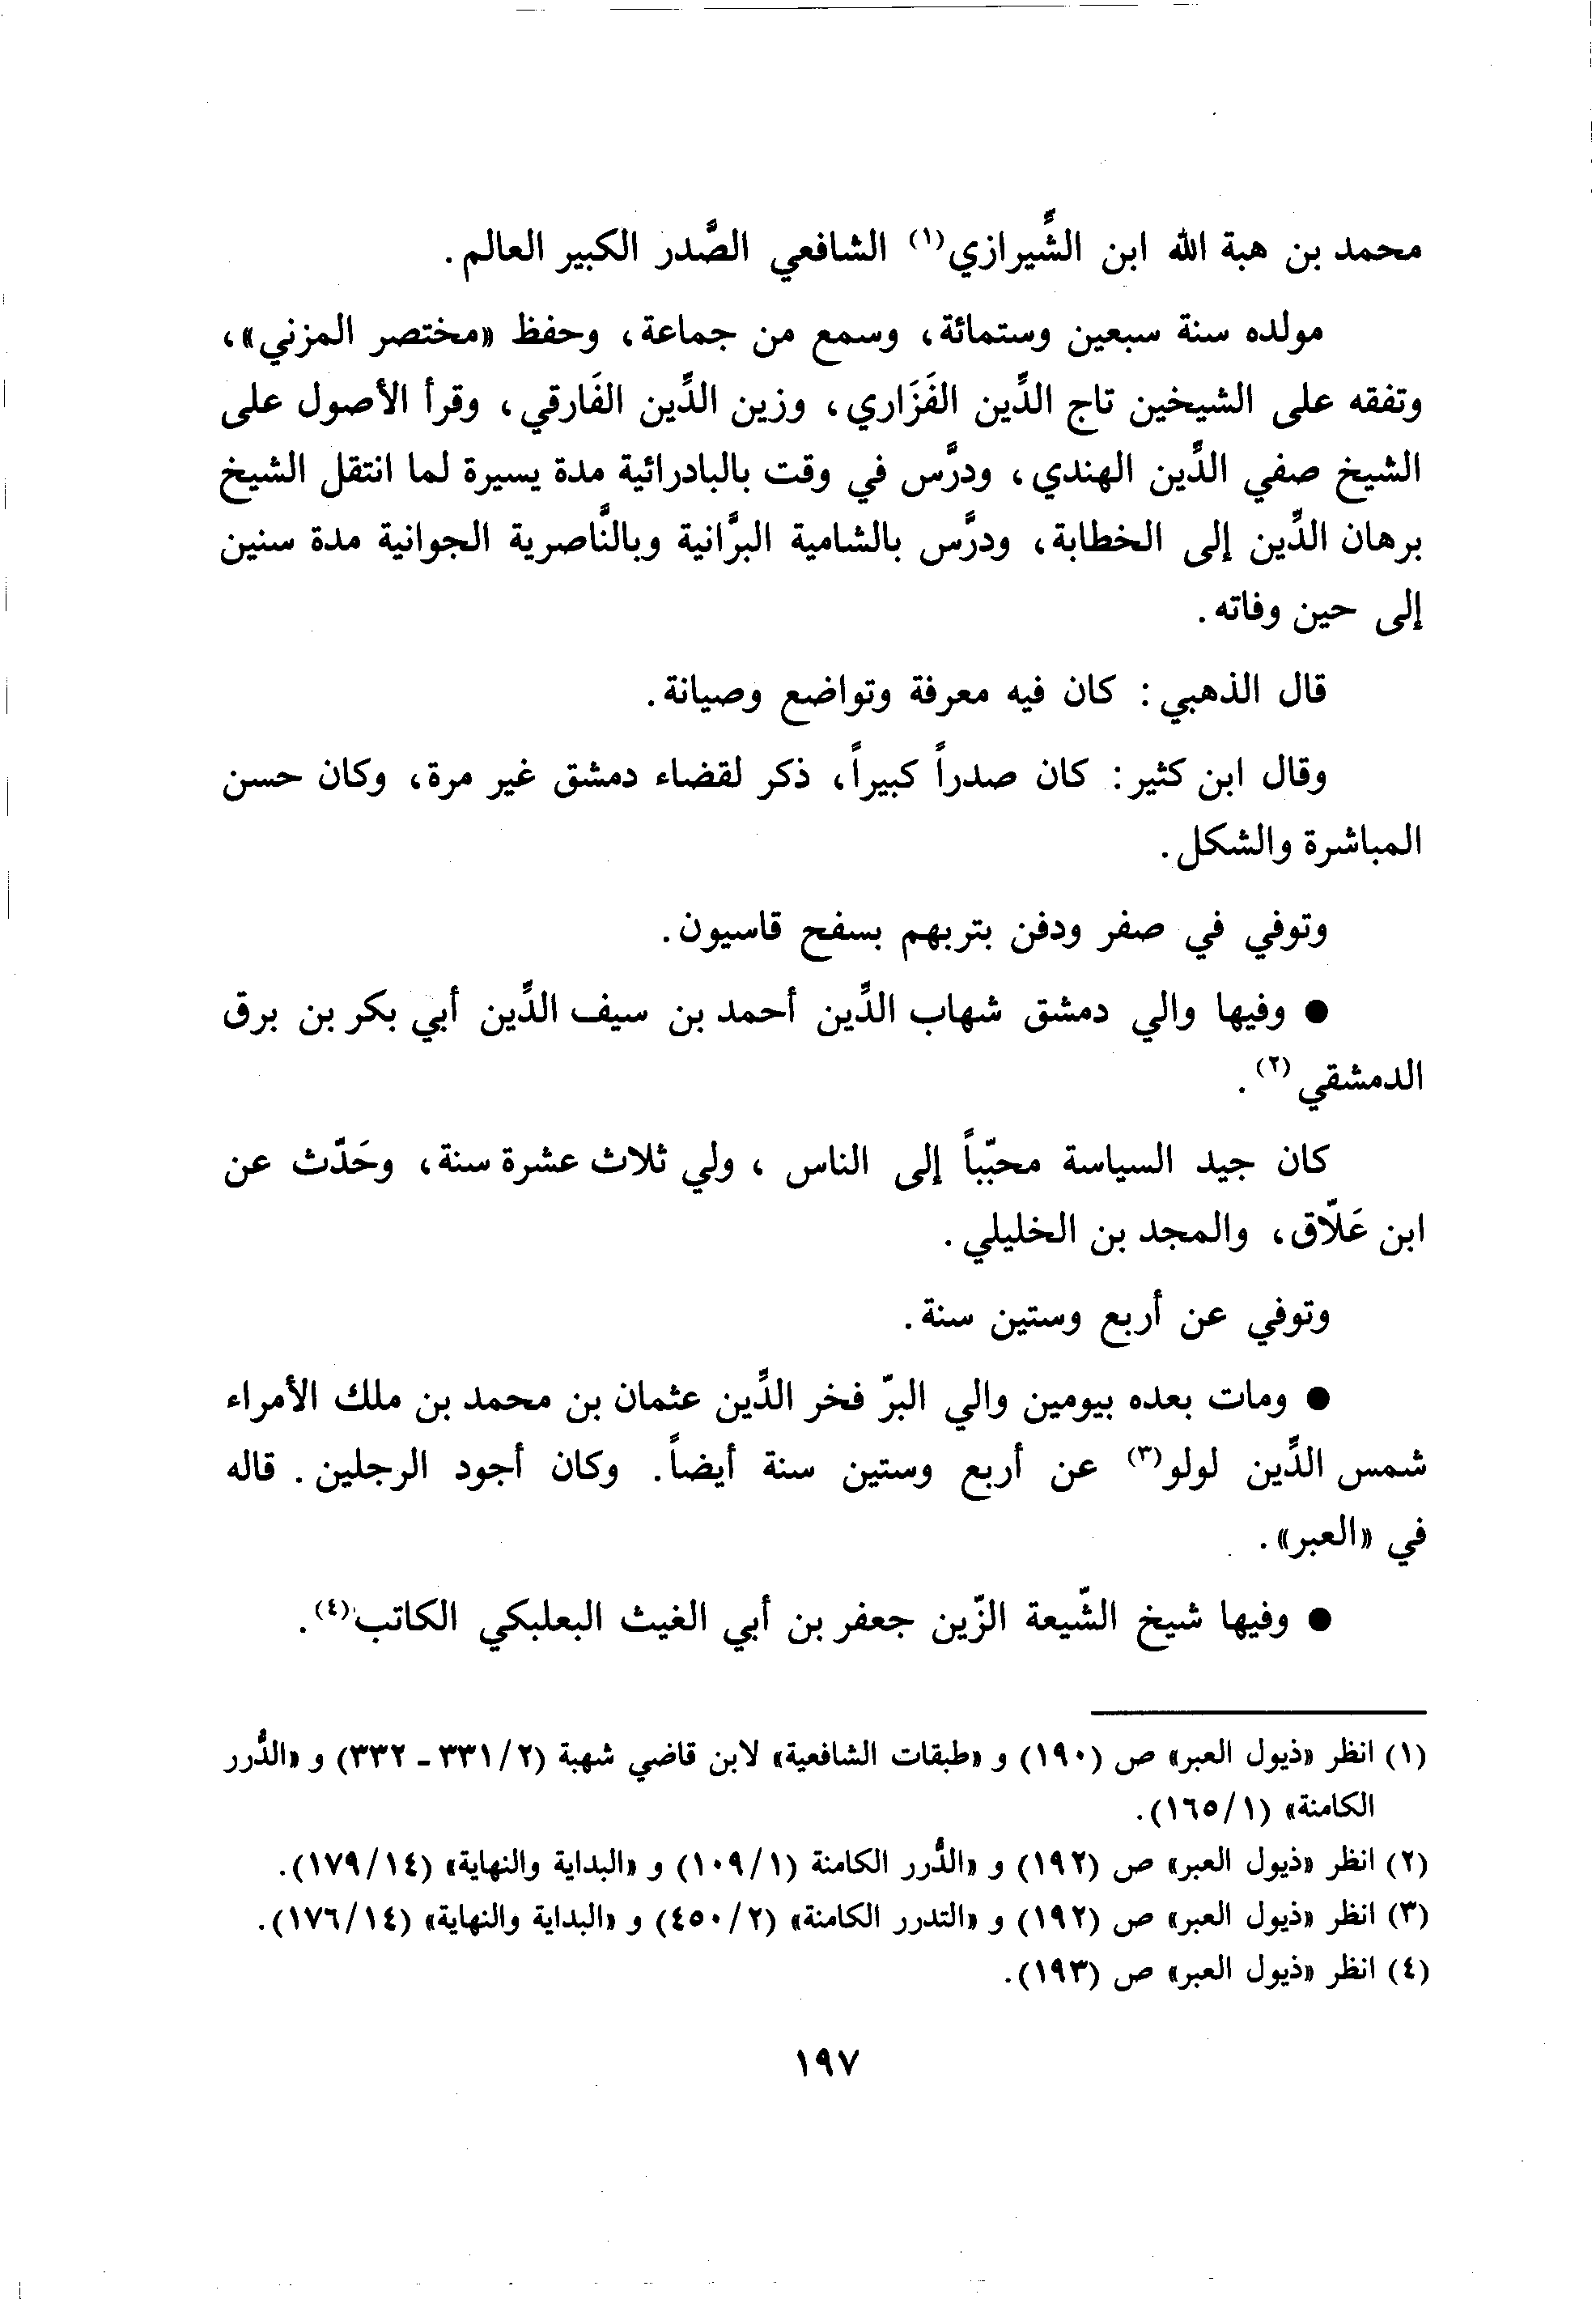 محمد بن هبة الله ابن الشِّيرازي(١) الشافعي الصَّدر الكبير العالم.
مولده سنة سبعين وستمائة، وسمع من جماعة، وحفظ «مختصر المزني»،
وتفقه على الشيخين تاج الدِّين الفَزَاري، وزين الدِّين الفَارقي، وقرأ الأصول على
الشيخ صفي الدِّين الهندي، ودرَّس في وقت بالبادرائية مدة يسيرة لما انتقل الشيخ
برهان الدِّين إلى الخطابة، ودرَّس بالشامية البرَّانية وبالنَّاصرية الجوانية مدة سنين
إلى حين وفاته.
قال الذهبي: كان فيه معرفة وتواضع وصيانة.
وقال ابن كثير: كان صدراً كبيراً، ذكر لقضاء دمشق غير مرة، وكان حسن
المباشرة والشكل.
وتوفي في صفر ودفن بتربهم بسفح قاسيون.
● وفيها والي دمشق شهاب الدِّين أحمد بن سيف الدِّين أبي بكر بن برق
الدمشقي(٢).
كان جيد السياسة محبّباً إلى الناس، ولي ثلاث عشرة سنة، وحَدّث عن
ابن عَلّاق، والمجد بن الخليلي.
وتوفي عن أربع وستين سنة.
● ومات بعده بيومين والي البرّ فخر الدِّين عثمان بن محمد بن ملك الأمراء
شمس الدِّين لولو(٣) عن أربع وستين سنة أيضاً. وكان أجود الرجلين. قاله
في «العبر».
● وفيها شيخ الشّيعة الزّين جعفر بن أبي الغيث البعلبكي الكاتب(٤).
(١) انظر «ذيول العبر» ص (١٩٠) و «طبقات الشافعية» لابن قاضي شهبة (٢/ ٣٣١ - ٣٣٢) و «الدُّرر
الكامنة» (١/ ١٦٥).
(٢) انظر «ذيول العبر» ص (١٩٢) و «الدُّرر الكامنة (١/ ١٠٩) و «البداية والنهاية» (١٤/ ١٧٩).
(٣) انظر «ذيول العبر» ص (١٩٢) و «التدرر الكامنة» (٢/ ٤٥٠) و «البداية والنهاية» (١٤/ ١٧٦).
(٤) انظر «ذيول العبر» ص (١٩٣).
١٩٧